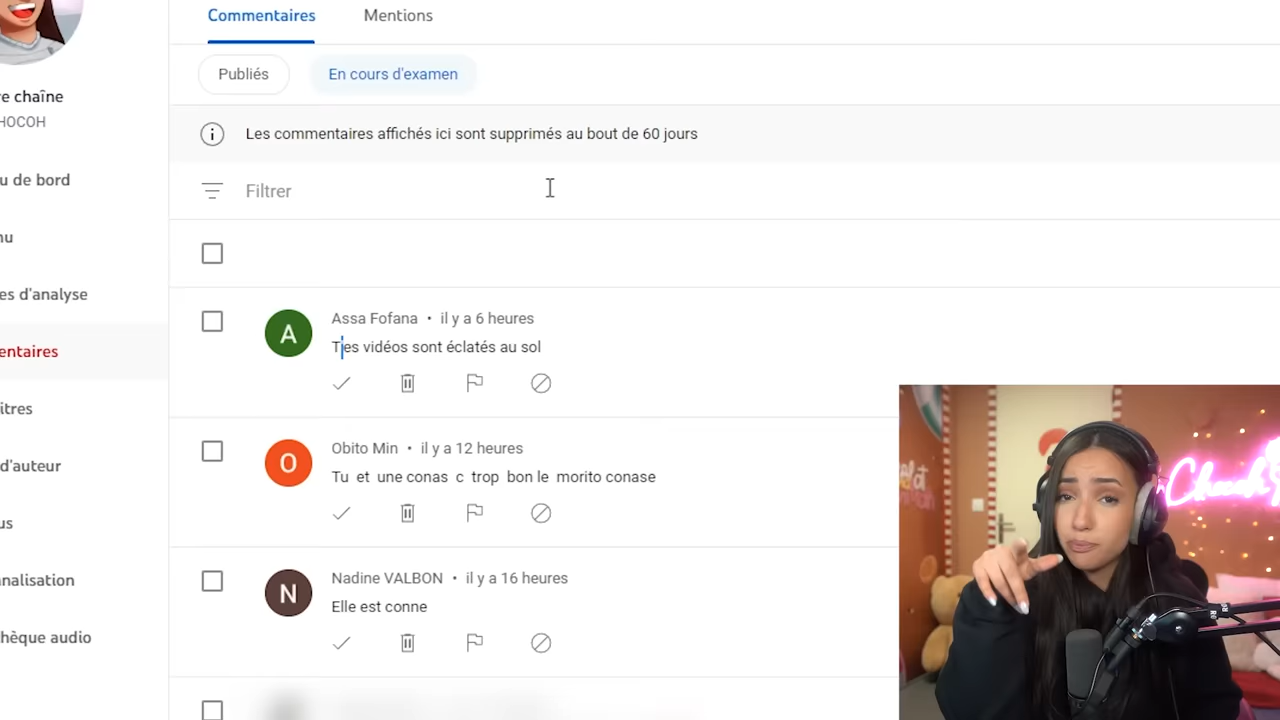 Commentaires Mentions
e chaîne
HOCOH
u de bord
nu
es d'analyse
entaires
itres
d'auteur
us
nnalisation
hèque audio
Publiés En cours d'examen
Les commentaires affichés ici sont supprimés au bout de 60 jours
Filtrer
A
Assa Fofana • il y a 6 heures
Tes vidéos sont éclatés au sol
O
Obito Min • il y a 12 heures
Tu et une conas c trop bon le morito conase
N
Nadine VALBON • il y a 16 heures
Elle est conne